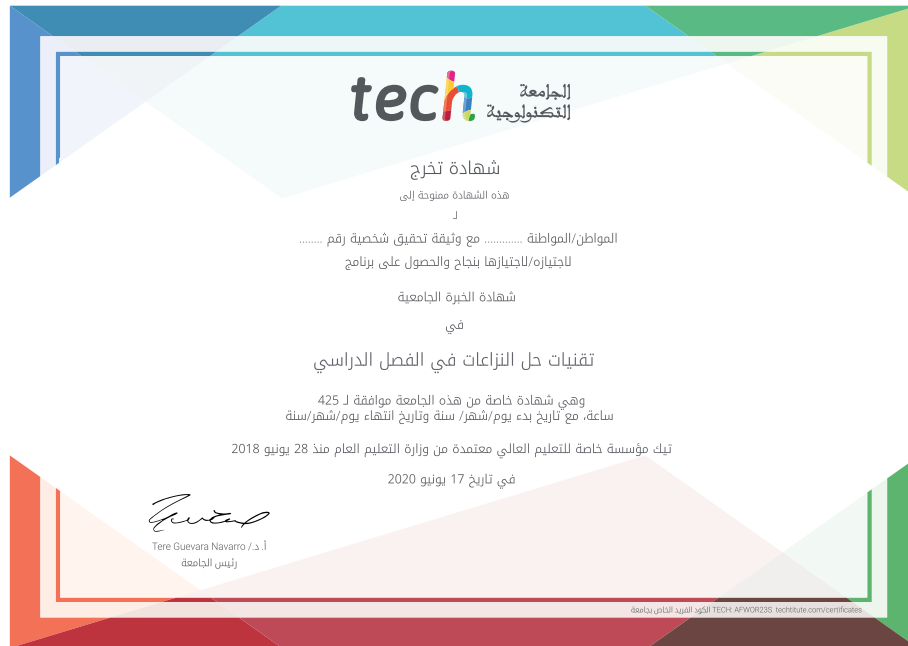 tech الجامعة
التكنولوجية
شهادة تخرج
هذه الشهادة ممنوحة إلى
لـ
المواطن/المواطنة ............ مع وثيقة تحقيق شخصية رقم ........
لاجتيازه/لاجتيازها بنجاح والحصول على برنامج
شهادة الخبرة الجامعية
في
تقنيات حل النزاعات في الفصل الدراسي
وهي شهادة خاصة من هذه الجامعة موافقة لـ 425
ساعة، مع تاريخ بدء يوم/شهر/ سنة وتاريخ انتهاء يوم/شهر/سنة
تيك مؤسسة خاصة للتعليم العالي معتمدة من وزارة التعليم العام منذ 28 يونيو 2018
في تاريخ 17 يونيو 2020
أ. د./ Tere Guevara Navarro
رئيس الجامعة
الكود الفريد الخاص بجامعة TECH: AFWOR23S techtitute.com/certificates